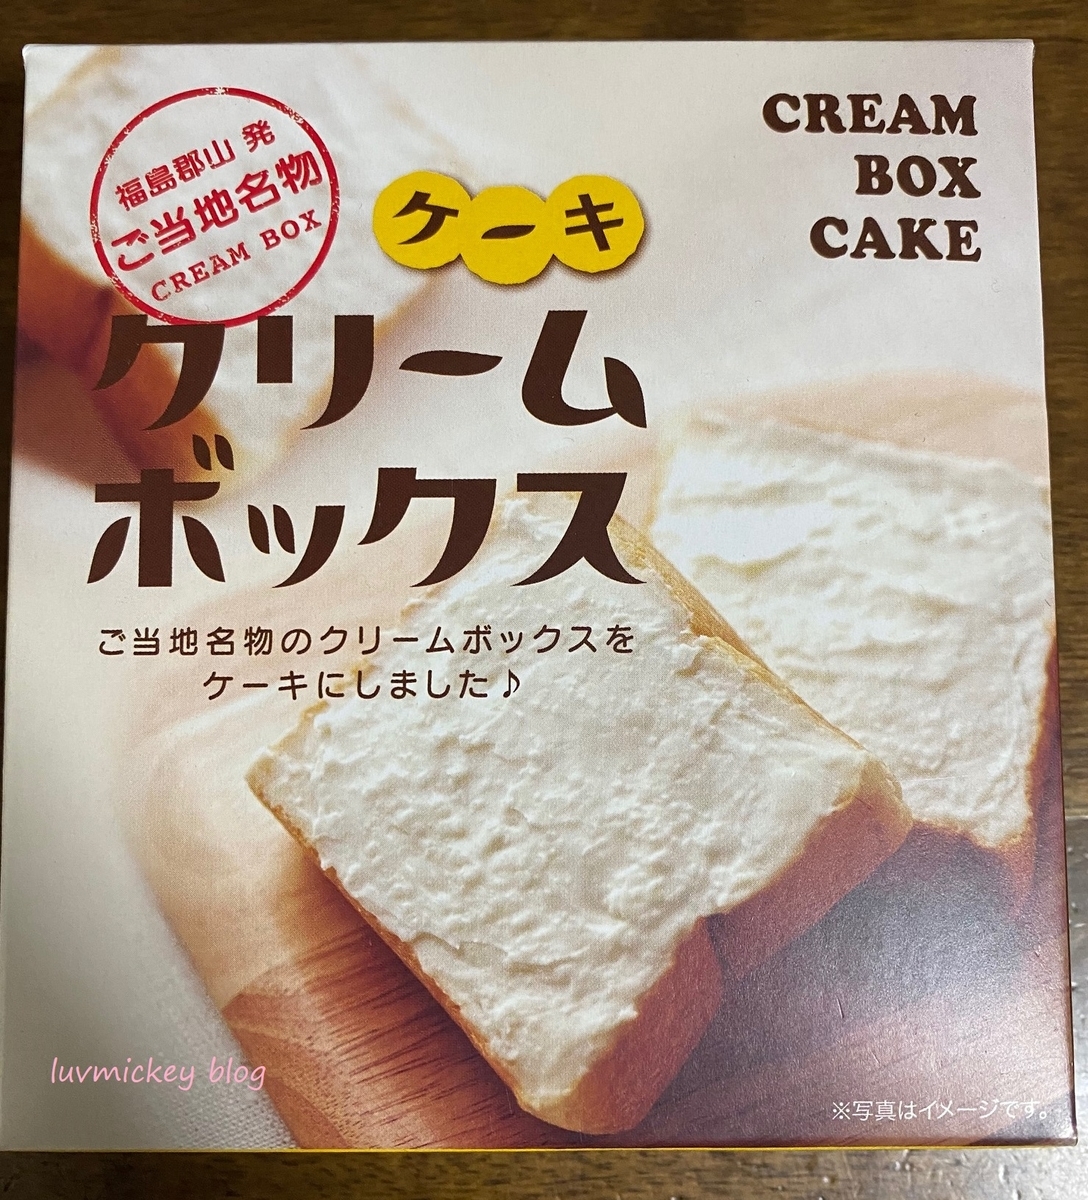 福島郡山 発
ご当地名物
CREAM BOX
ケーキ
CREAM
BOX
CAKE
クリーム
ボックス
ご当地名物のクリームボックスを
ケーキにしました♪
luvmickey blog
※写真はイメージです。